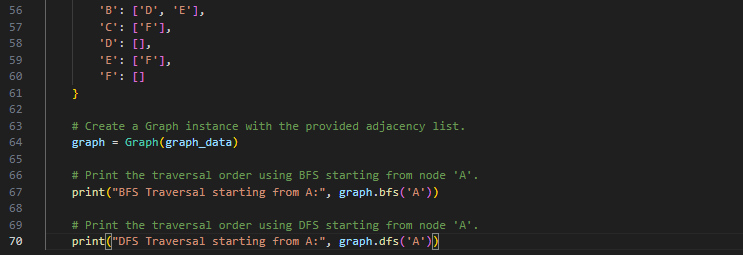 56 'B': ['D', 'E'],
57 'C': ['F'],
58 'D': [],
59 'E': ['F'],
60 'F': []
61 }
62
63 # Create a Graph instance with the provided adjacency list.
64 graph = Graph(graph_data)
65
66 # Print the traversal order using BFS starting from node 'A'.
67 print("BFS Traversal starting from A:", graph.bfs('A'))
68
69 # Print the traversal order using DFS starting from node 'A'.
70 print("DFS Traversal starting from A:", graph.dfs('A'))